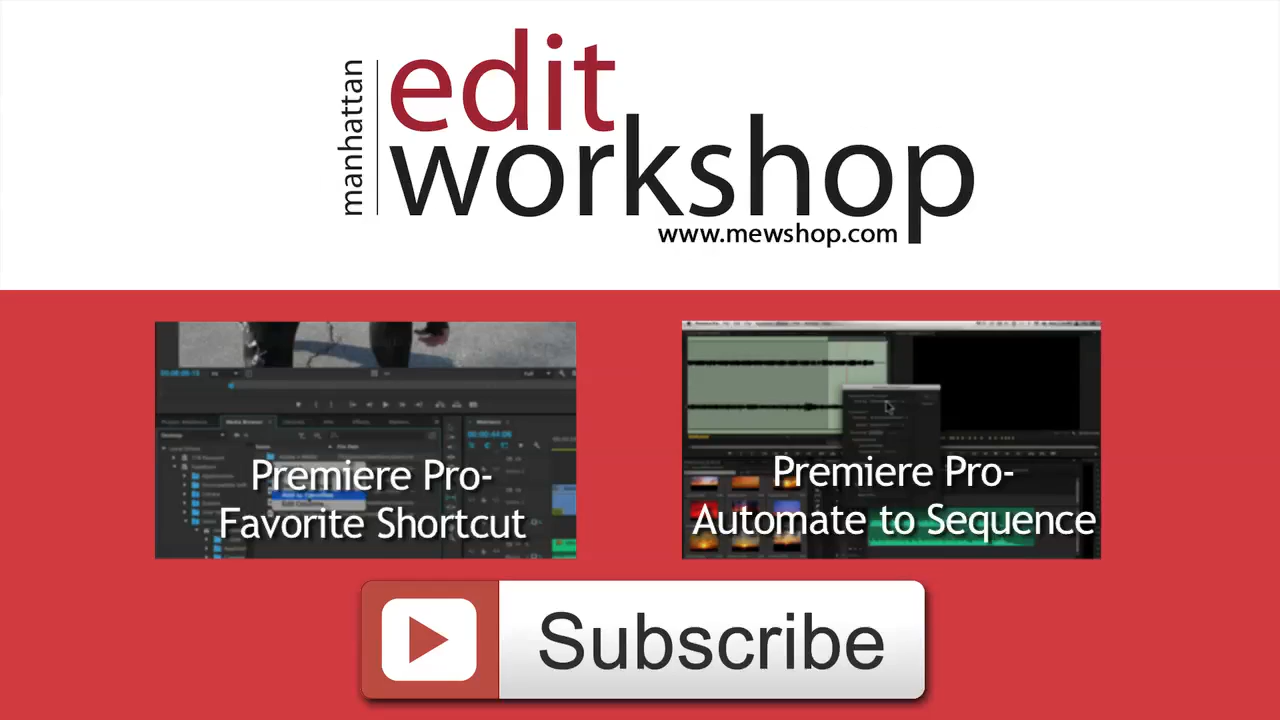 manhattan
edit
workshop
www.mewshop.com
Premiere Pro-
Favorite Shortcut
Premiere Pro-
Automate to Sequence
Subscribe